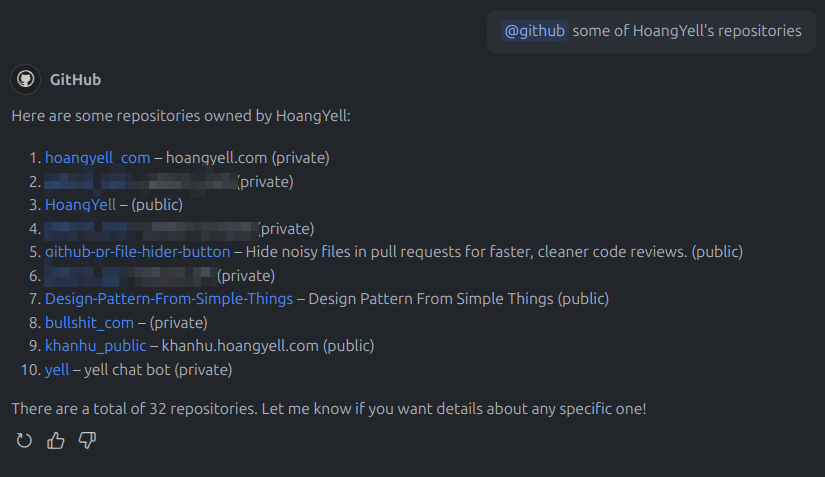 @github some of HoangYell's repositories
GitHub
Here are some repositories owned by HoangYell:
1. hoangyell_com – hoangyell.com (private)
2. (private)
3. HoangYell – (public)
4. (private)
5. github-pr-file-hider-button – Hide noisy files in pull requests for faster, cleaner code reviews. (public)
6. (private)
7. Design-Pattern-From-Simple-Things – Design Pattern From Simple Things (public)
8. bullshit_com – (private)
9. khanhu_public – khanhu.hoangyell.com (public)
10. yell – yell chat bot (private)
There are a total of 32 repositories. Let me know if you want details about any specific one!